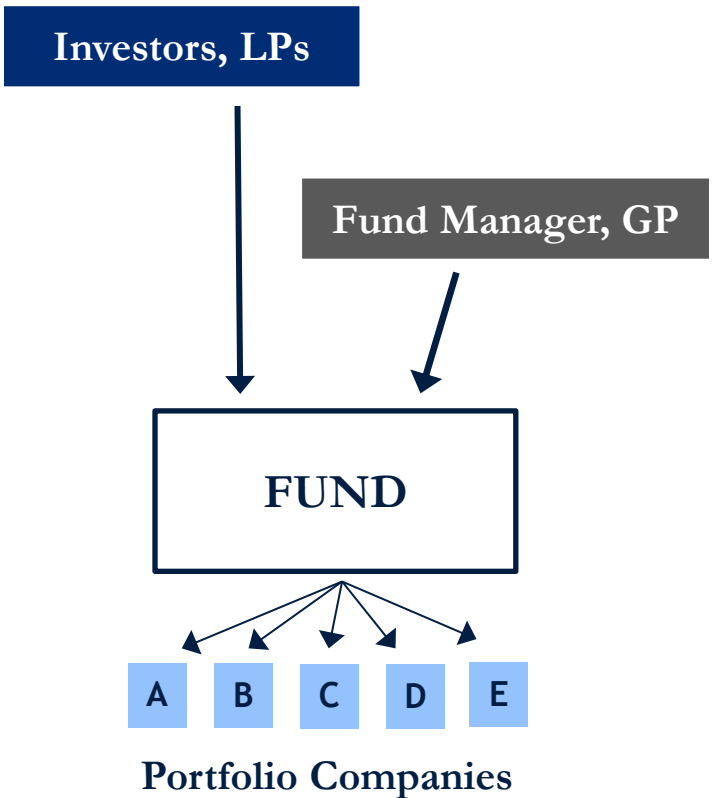 Investors, LPs
Fund Manager, GP
FUND
A B C D E
Portfolio Companies